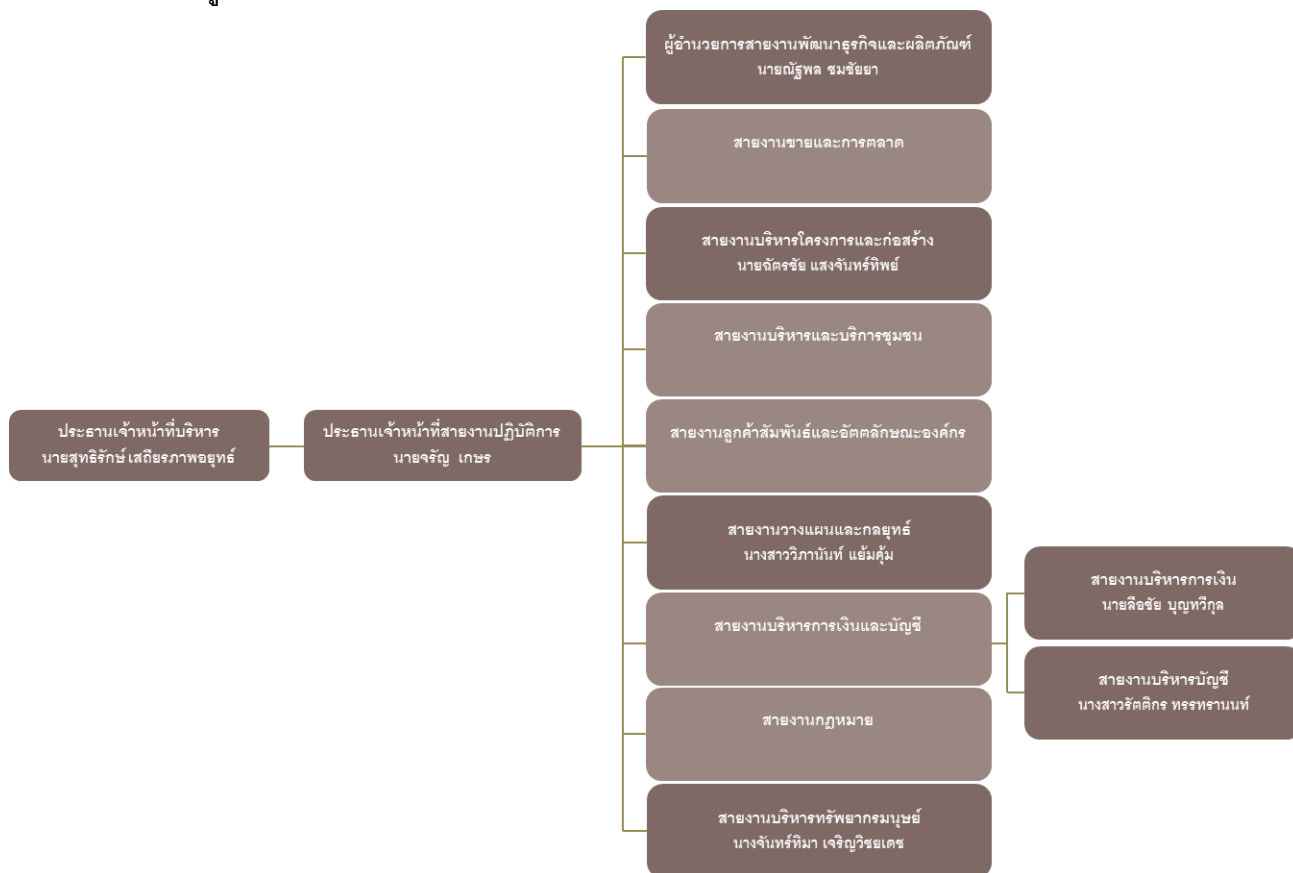 ผู้อำนวยการสายงานพัฒนาธุรกิจและผลิตภัณฑ์
นายณัฐพล ชมชัยยา
สายงานขายและการตลาด
สายงานบริหารโครงการและก่อสร้าง
นายฉัตรชัย แสงจันทร์ทิพย์
สายงานบริหารและบริการชุมชน
ประธานเจ้าหน้าที่บริหาร
นายสุทธิรักษ์ เสถียรภาพอยุทธ์
ประธานเจ้าหน้าที่สายงานปฏิบัติการ
นายจรัญ เกษร
สายงานลูกค้าสัมพันธ์และอัตตลักษณะองค์กร
สายงานวางแผนและกลยุทธ์
นางสาววิภานันท์ แย้มคุ้ม
สายงานบริหารการเงินและบัญชี
สายงานบริหารการเงิน
นายลือชัย บุญทวีกุล
สายงานบริหารบัญชี
นางสาวรัตติกร ทรรทรานนท์
สายงานกฎหมาย
สายงานบริหารทรัพยากรมนุษย์
นางจันทร์ทิมา เจริญวิชยเดช